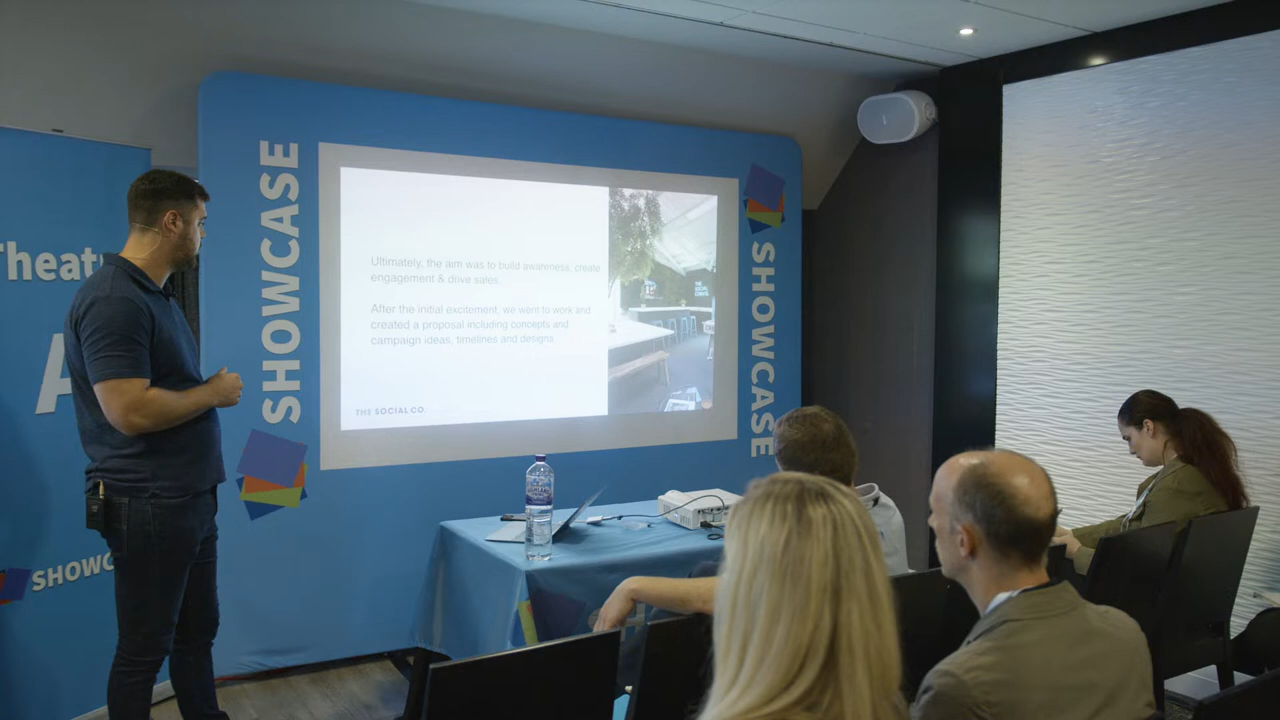 Theatr
A
SHOWC
SHOWCASE
Ultimately, the aim was to build awareness, create
engagement & drive sales.
After the initial excitement, we went to work and
created a proposal including concepts and
campaign ideas, timelines and designs
THE SOCIAL CO.
SHOWCASE